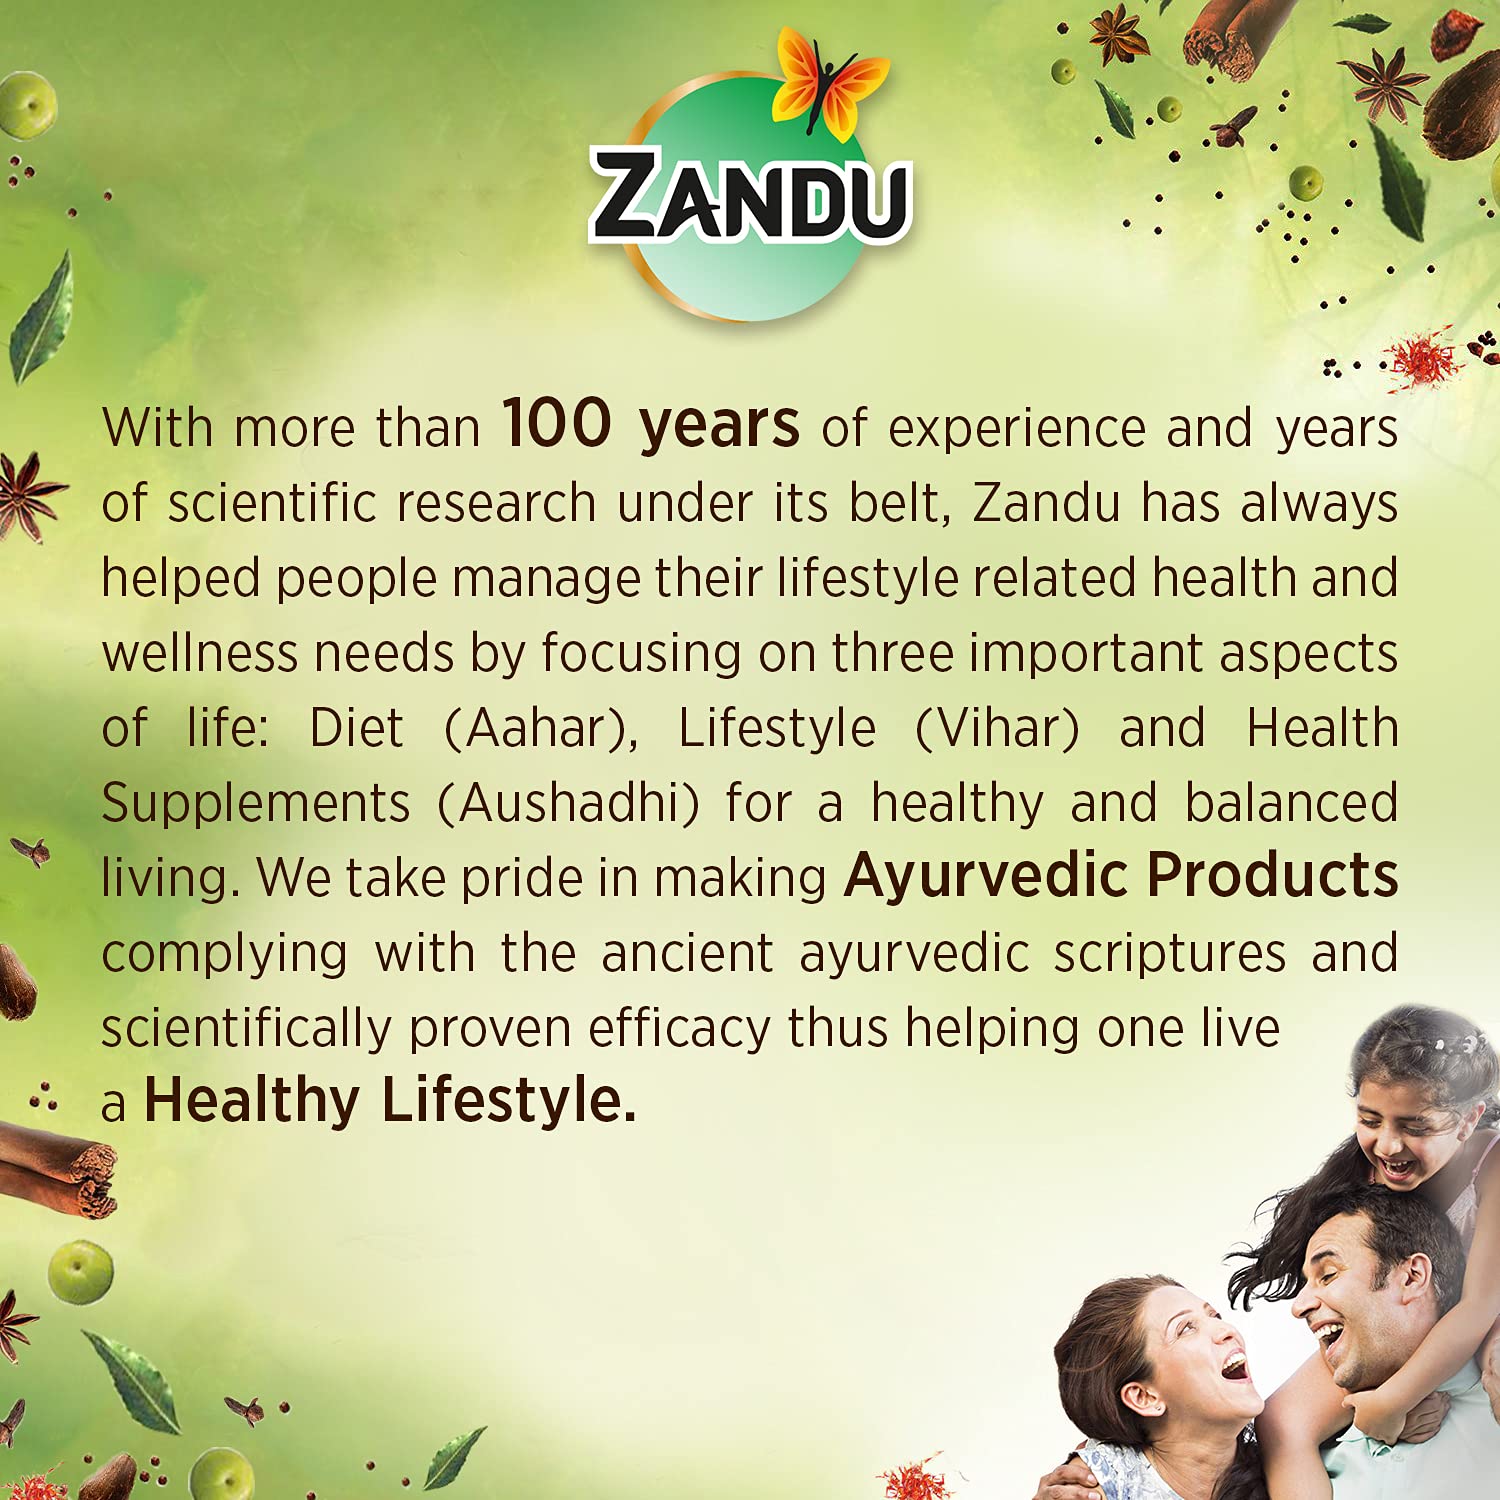 ZANDU
With more than 100 years of experience and years
of scientific research under its belt, Zandu has always
helped people manage their lifestyle related health and
wellness needs by focusing on three important aspects
of life: Diet (Aahar), Lifestyle (Vihar) and Health
Supplements (Aushadhi) for a healthy and balanced
living. We take pride in making Ayurvedic Products
complying with the ancient ayurvedic scriptures and
scientifically proven efficacy thus helping one live
a Healthy Lifestyle.